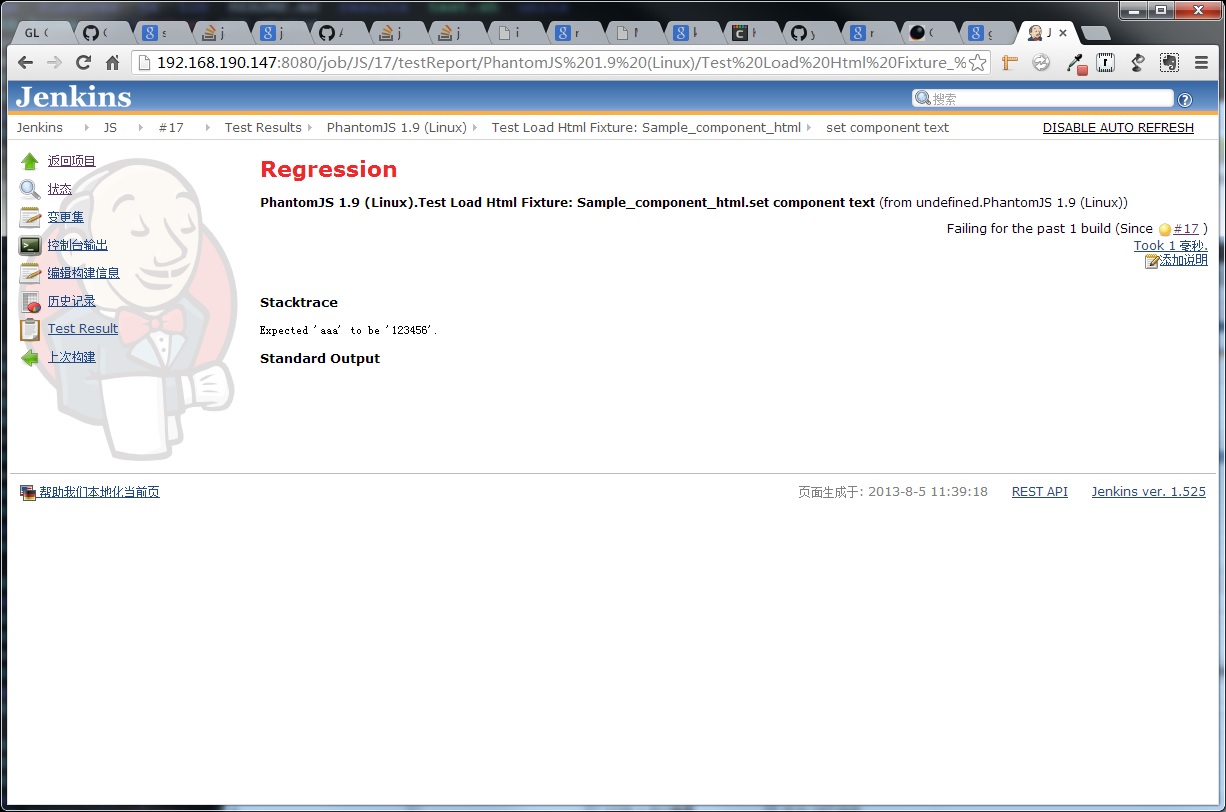 GL
192.168.190.147:8080/job/JS/17/testReport/PhantomJS%201.9%20(Linux)/Test%20Load%20Html%20Fixture_%
Jenkins
搜索
Jenkins JS #17 Test Results PhantomJS 1.9 (Linux) Test Load Html Fixture: Sample_component_html set component text DISABLE AUTO REFRESH
返回项目
状态
变更集
控制台输出
编辑构建信息
历史记录
Test Result
上次构建
Regression
PhantomJS 1.9 (Linux).Test Load Html Fixture: Sample_component_html.set component text (from undefined.PhantomJS 1.9 (Linux))
Failing for the past 1 build (Since #17 )
Took 1 毫秒.
添加说明
Stacktrace
Expected 'aaa' to be '123456'.
Standard Output
帮助我们本地化当前页
页面生成于: 2013-8-5 11:39:18 REST API Jenkins ver. 1.525